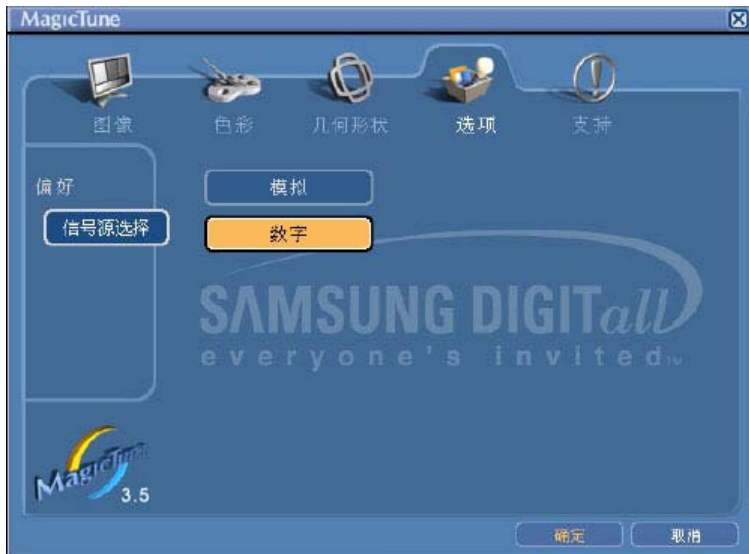 MagicTune
图像 色彩 几何形状 选项 支持
偏好
信号源选择
模拟
数字
SAMSUNG DIGITall
everyone's invited™
MagicTune
3.5
确定 取消